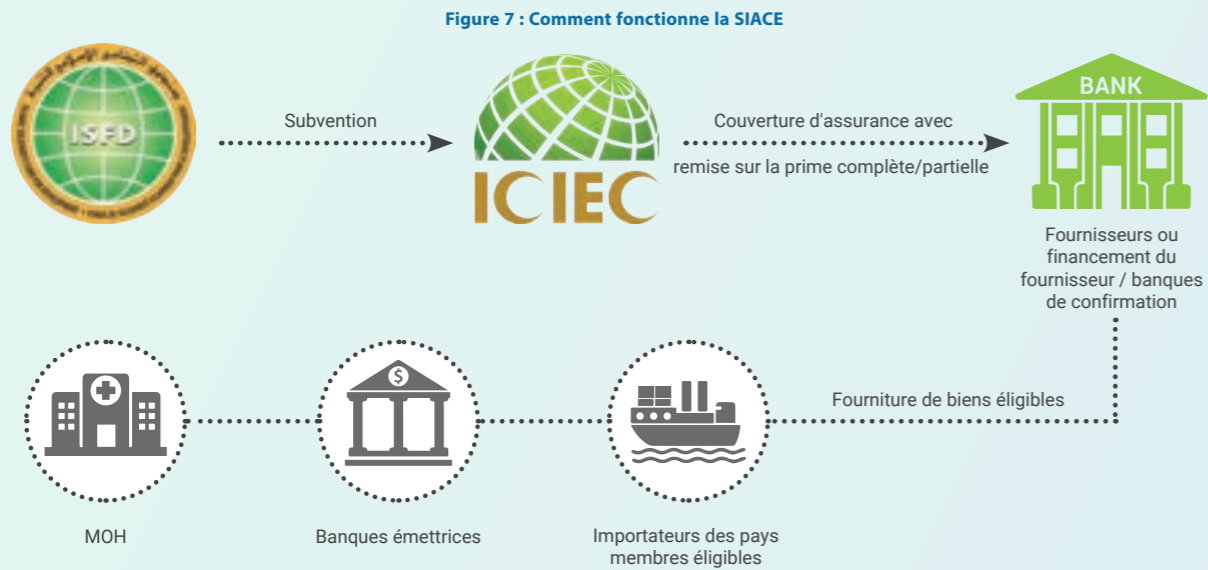 Figure 7 : Comment fonctionne la SIACE
ISFD
Subvention
ICIEC
Couverture d'assurance avec
remise sur la prime complète/partielle
BANK
Fournisseurs ou
financement du
fournisseur / banques
de confirmation
Fourniture de biens éligibles
MOH
Banques émettrices
$
Importateurs des pays
membres éligibles